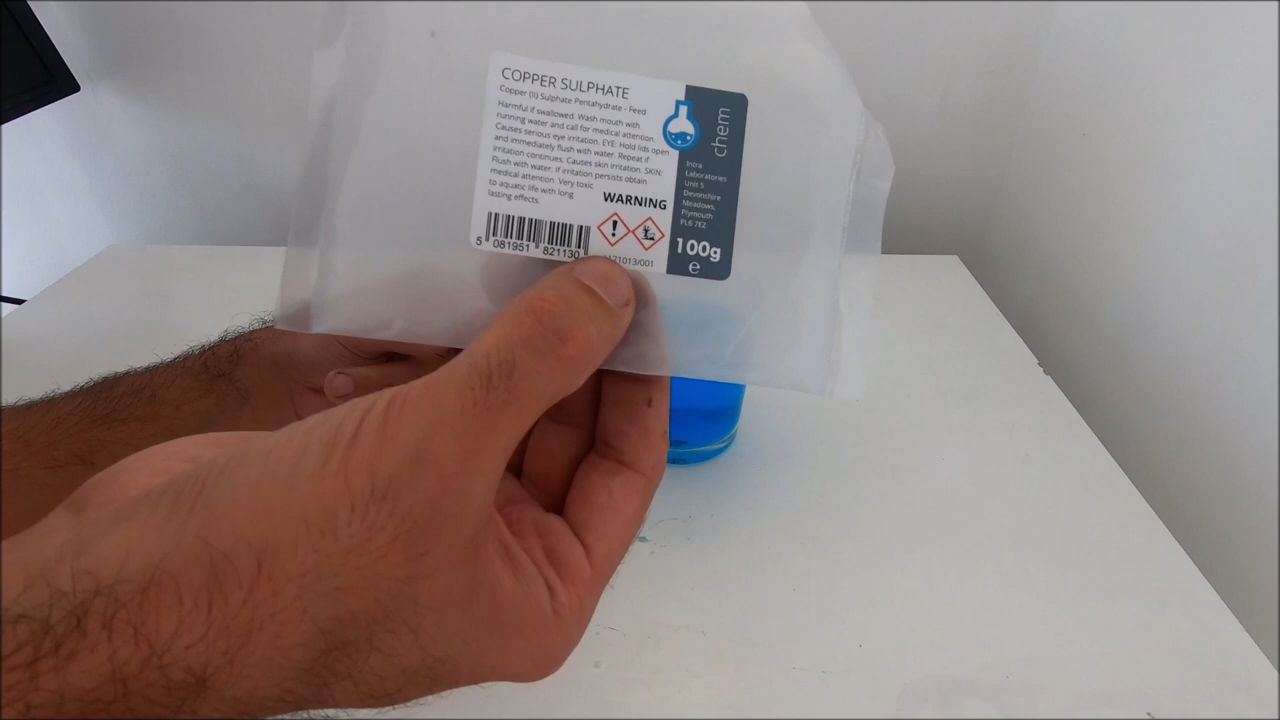 COPPER SULPHATE
Copper (II) Sulphate Pentahydrate - Feed
Harmful if swallowed. Wash mouth with
running water and call for medical attention.
Causes serious eye irritation. EYE: Hold lids open
and immediately flush with water. Repeat if
irritation continues. Causes skin irritation. SKIN:
Flush with water. If irritation persists obtain
medical attention. Very toxic
to aquatic life with long
lasting effects.
WARNING
5 081951 821130
171013/001
chem
Intra
Laboratories
Unit 5
Devonshire
Meadows,
Plymouth
PL6 7EZ
100g
e